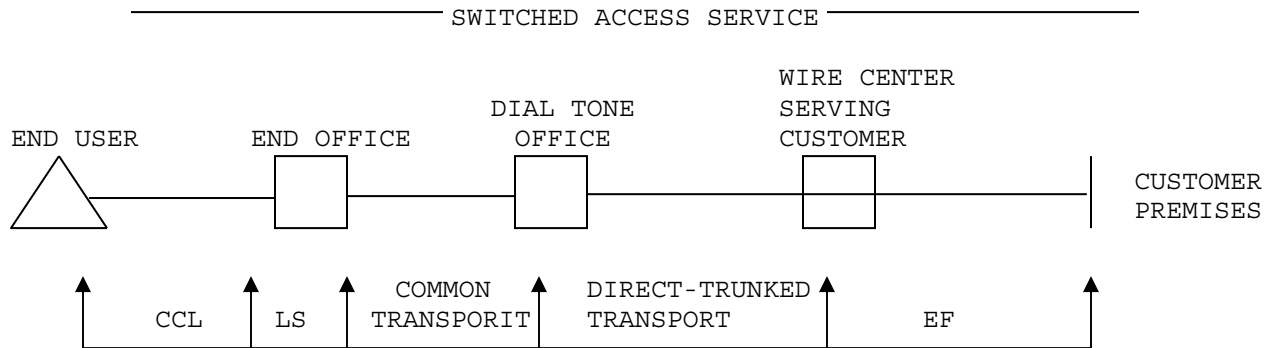 SWITCHED ACCESS SERVICE
WIRE CENTER
SERVING
CUSTOMER
DIAL TONE
OFFICE
END USER
END OFFICE
CUSTOMER
PREMISES
CCL
LS
COMMON
TRANSPORIT
DIRECT-TRUNKED
TRANSPORT
EF